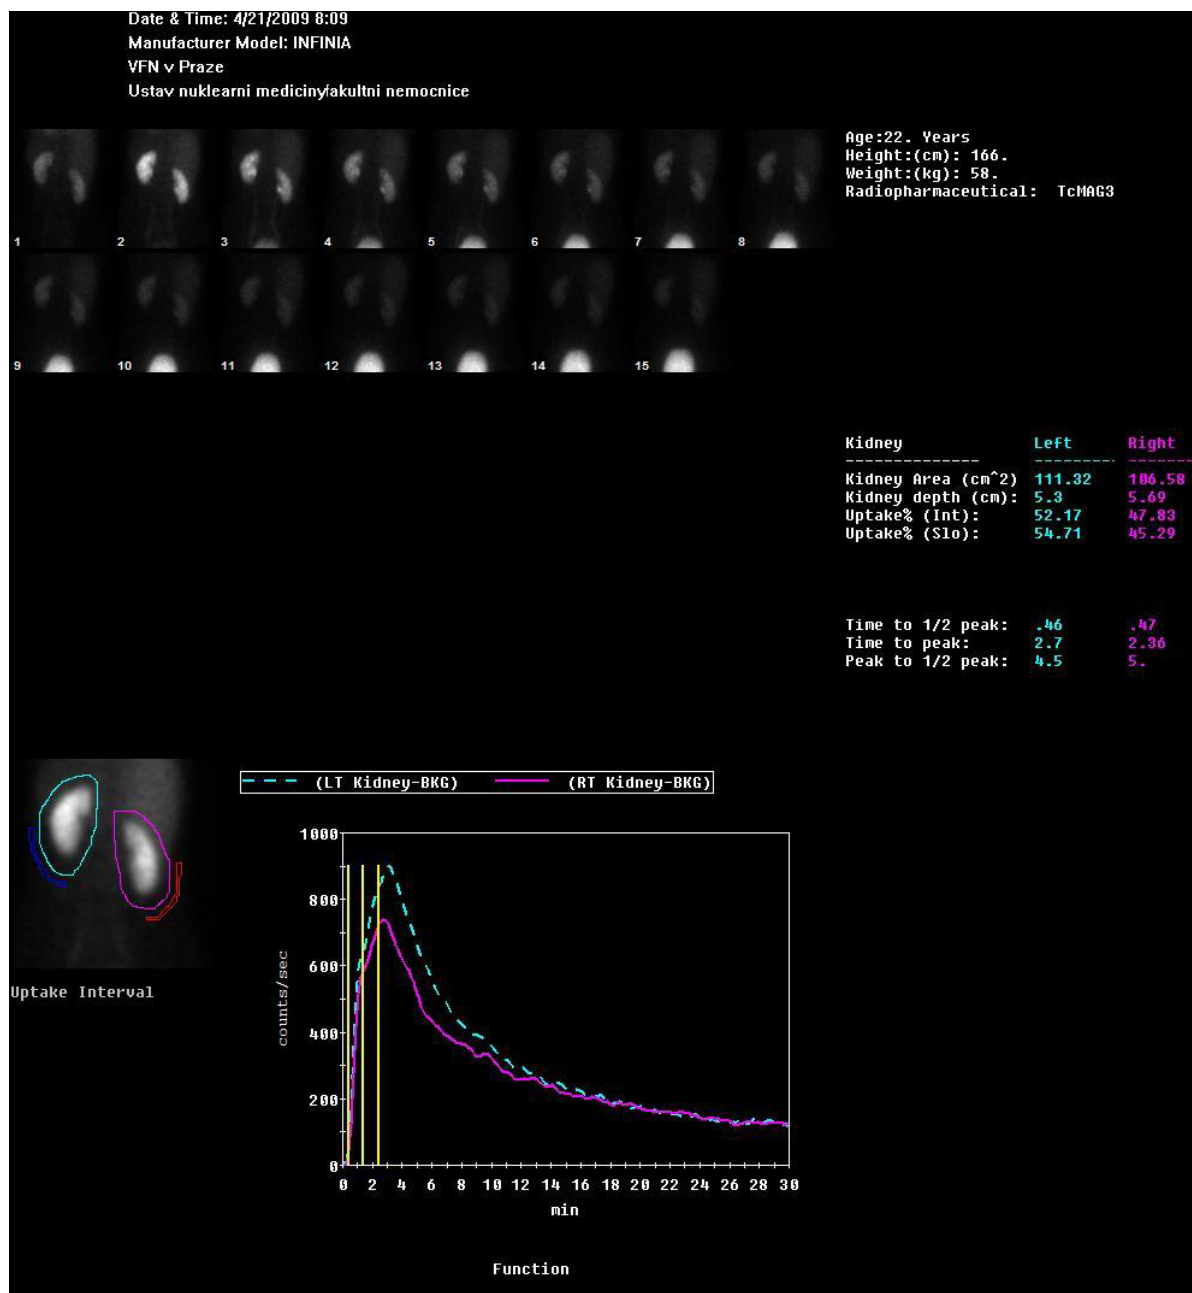 Date & Time: 4/21/2009 8:09
Manufacturer Model: INFINIA
VFN v Praze
Ustav nuklearni mediciny/akultni nemocnice
Age:22. Years
Height:(cm): 166.
Weight:(kg): 58.
Radiopharmaceutical: TcMAG3
1 2 3 4 5 6 7 8
9 10 11 12 13 14 15
Kidney Left Right
Kidney Area (cm^2) 111.32 106.58
Kidney depth (cm): 5.3 5.69
Uptake% (Int): 52.17 47.83
Uptake% (Slo): 54.71 45.29
Time to 1/2 peak: .46 .47
Time to peak: 2.7 2.36
Peak to 1/2 peak: 4.5 5.
(LT Kidney-BKG) (RT Kidney-BKG)
Uptake Interval
1000
800
600
400
200
0
counts/sec
0 2 4 6 8 10 12 14 16 18 20 22 24 26 28 30
min
Function